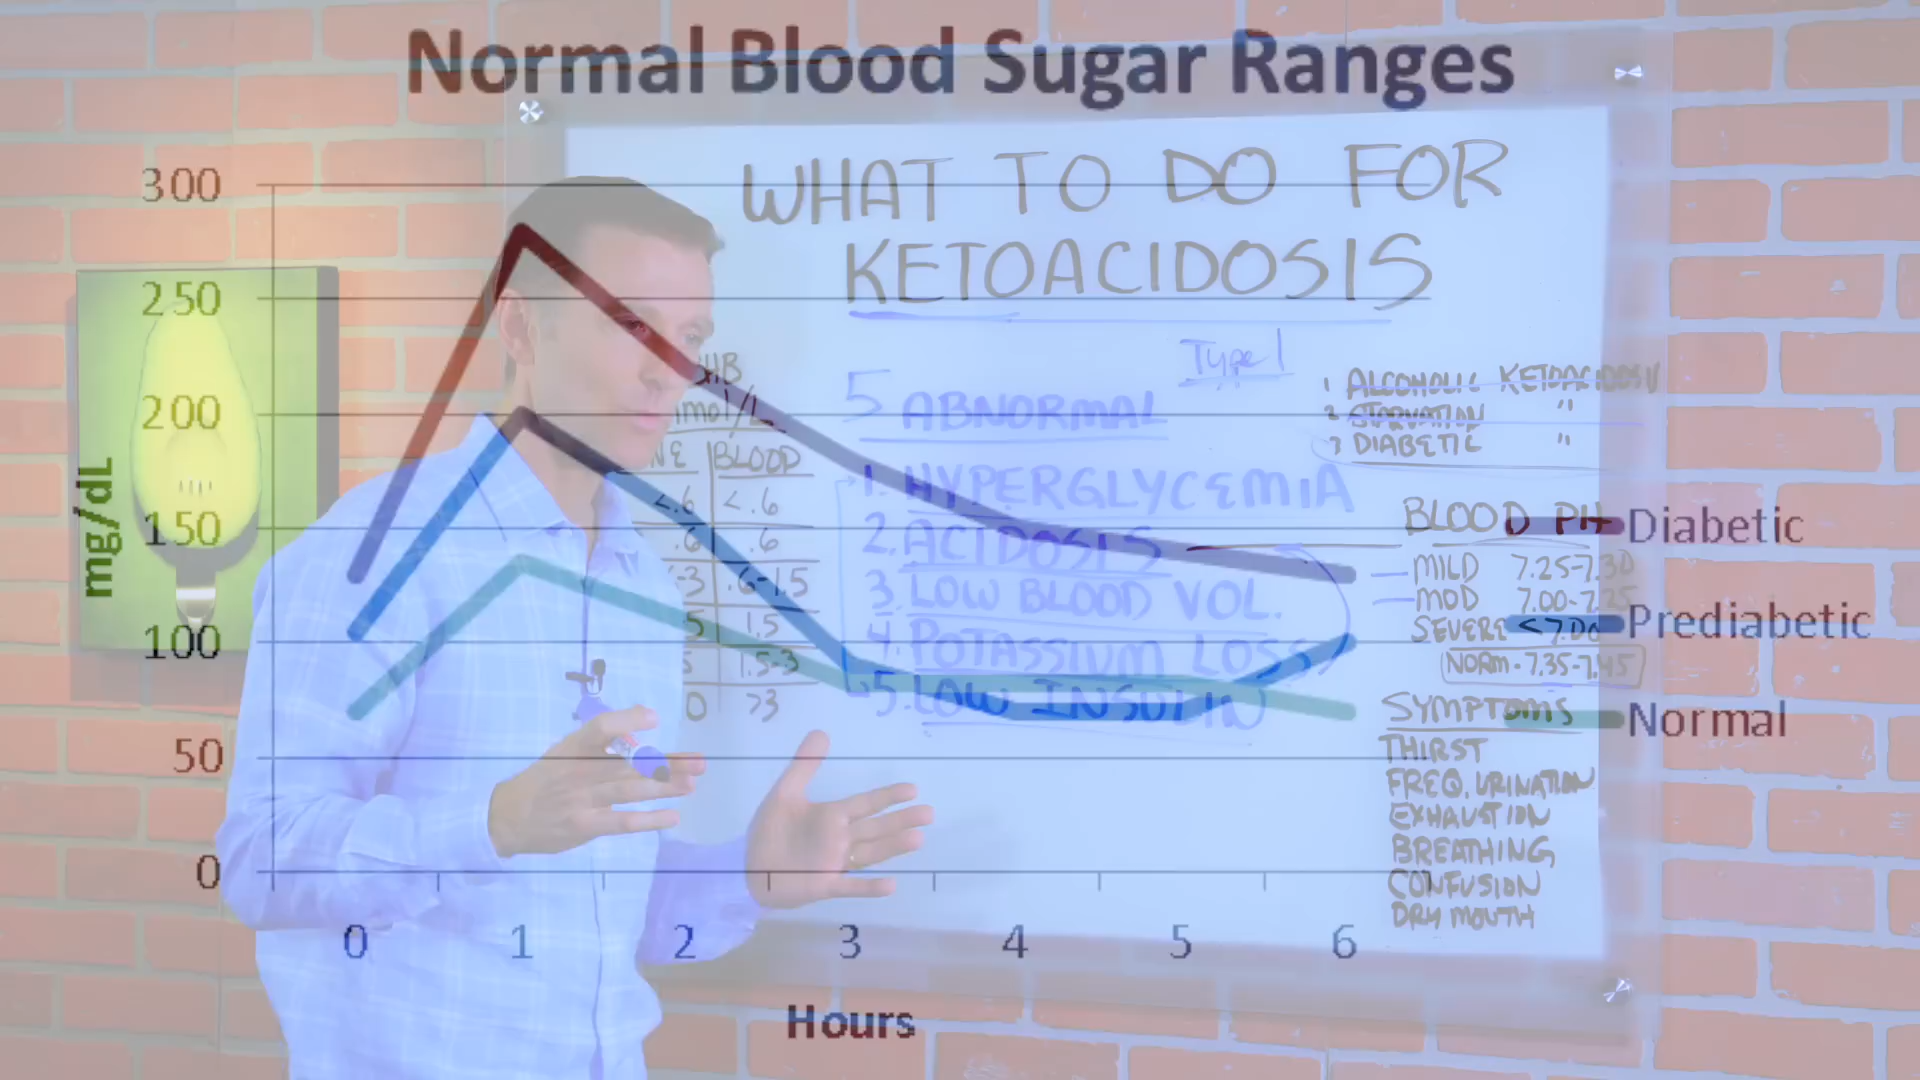 Normal Blood Sugar Ranges
300
250
200
150
100
50
0
mg/dL
0 1 2 3 4 5 6
Hours
Diabetic
Prediabetic
Normal
WHAT TO DO FOR
KETOACIDOSIS
Type 1
5 ABNORMAL
1. HYPERGLYCEMIA
2. ACIDOSIS
3. LOW BLOOD VOL.
4. POTASSIUM LOSS
5. LOW INSULIN
BLOOD
<.6 <.6
.6 .6
.6-1.5
1.5
1.5-3
>3
1 ALCOHOLIC KETOACIDOSIS
2 STARVATION "
3 DIABETIC "
BLOOD PH
MILD 7.25-7.30
MOD 7.00-7.25
SEVERE <7.00
NORM-7.35-7.45
SYMPTOMS
THIRST
FREQ. URINATION
EXHAUSTION
BREATHING
CONFUSION
DRY MOUTH